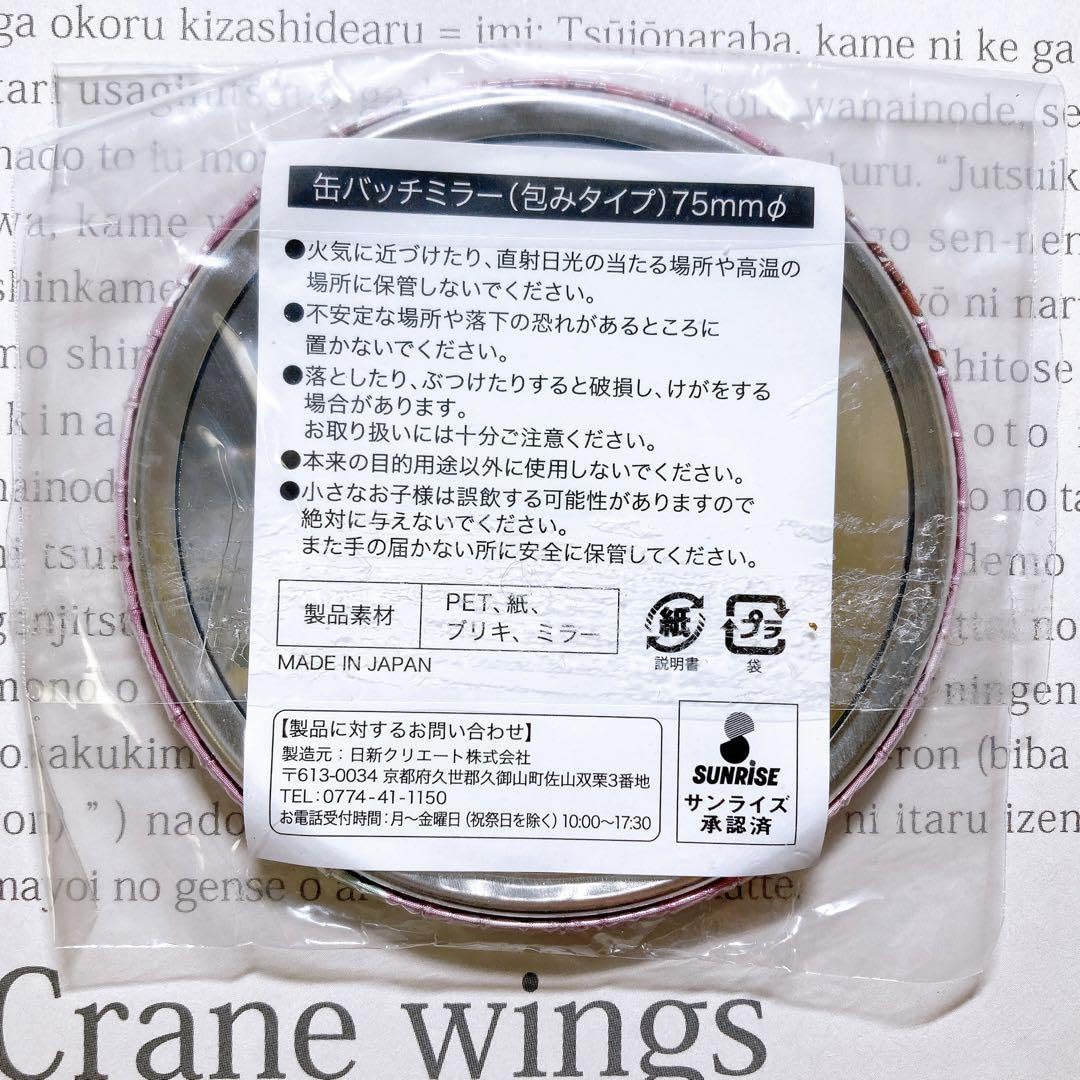 ga okoru kizashidearu = imi: Tsūjōnaraba, kame ni ke ga
usagi
wanainode, se
nado to iu
kuru. “Jutsuik
wa, kame
go sen-nen
shinkame
yō ni nar
mo shin
Chitose
kina
oto
nainode
to no ta
ni tsu
demo
no
mono o
ningen
kakukim
-ron (biba
on) ” ) nado
ni itaru izen
mayoi no gense o a
atte.
Crane wings
缶バッチミラー(包みタイプ)75mmφ
●火気に近づけたり、直射日光の当たる場所や高温の
場所に保管しないでください。
●不安定な場所や落下の恐れがあるところに
置かないでください。
●落としたり、ぶつけたりすると破損し、けがをする
場合があります。
お取り扱いには十分ご注意ください。
●本来の目的用途以外に使用しないでください。
●小さなお子様は誤飲する可能性がありますので
絶対に与えないでください。
また手の届かない所に安全に保管してください。
製品素材
PET、紙、
ブリキ、ミラー
紙
説明書
プラ
袋
MADE IN JAPAN
【製品に対するお問い合わせ】
製造元：日新クリエート株式会社
〒613-0034 京都府久世郡久御山町佐山双栗3番地
TEL：0774-41-1150
お電話受付時間：月〜金曜日（祝祭日を除く）10:00〜17:30
SUNRISE
サンライズ
承認済